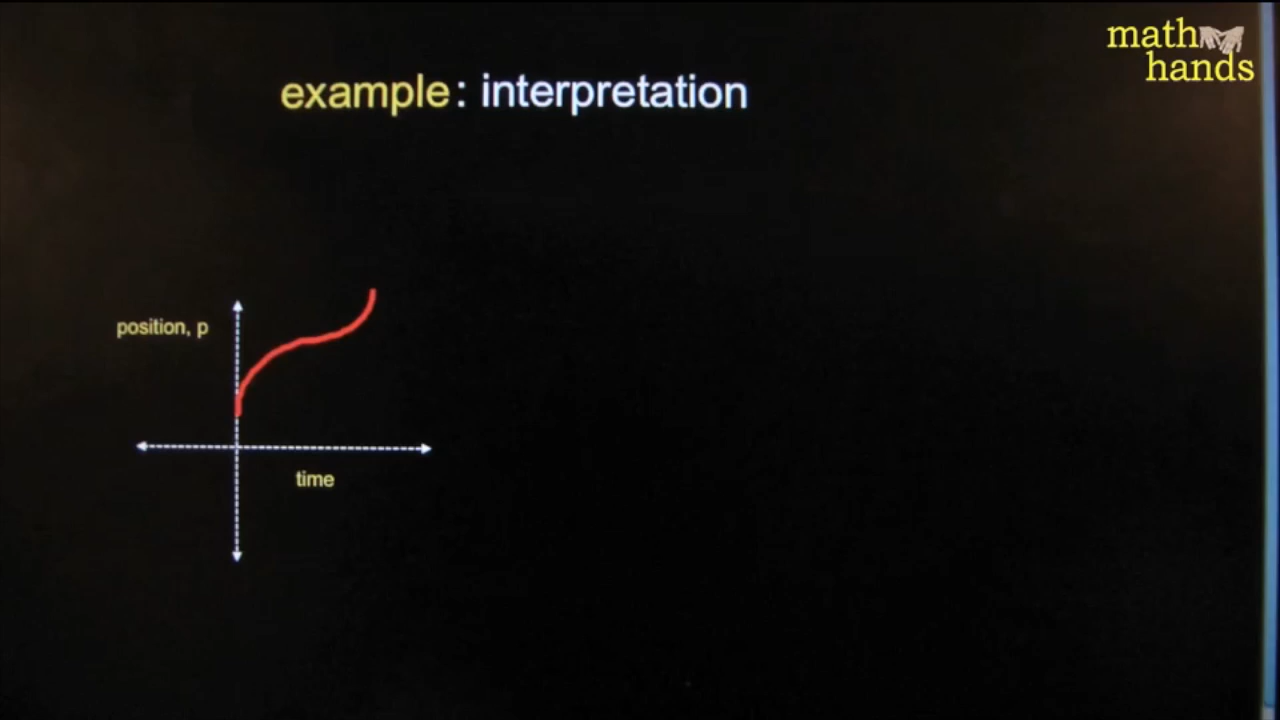 math
hands
example: interpretation
position, p
time